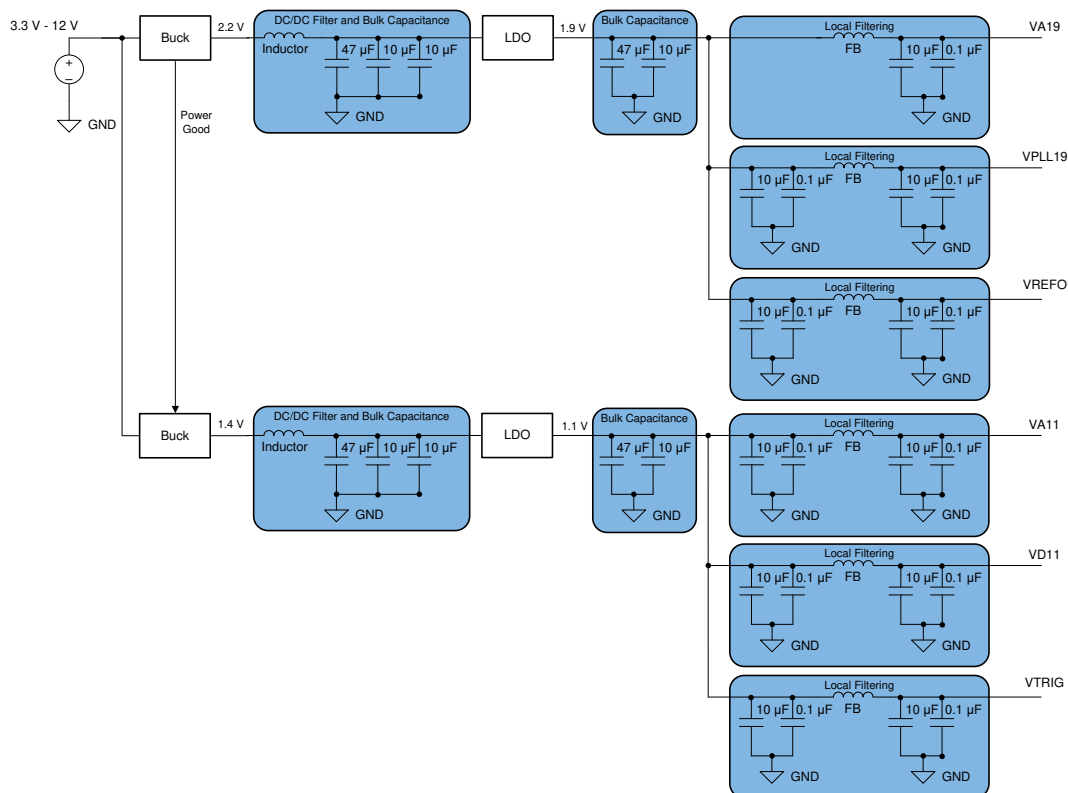 3.3 V - 12 V
+
−
GND
Buck
Power
Good
2.2 V
DC/DC Filter and Bulk Capacitance
Inductor
47 µF
10 µF
10 µF
GND
LDO
1.9 V
Bulk Capacitance
47 µF
10 µF
GND
Local Filtering
FB
10 µF
0.1 µF
GND
VA19
Local Filtering
10 µF
0.1 µF
FB
10 µF
0.1 µF
GND
GND
VPLL19
Local Filtering
10 µF
0.1 µF
FB
10 µF
0.1 µF
GND
GND
VREFO
Buck
1.4 V
DC/DC Filter and Bulk Capacitance
Inductor
47 µF
10 µF
10 µF
GND
LDO
1.1 V
Bulk Capacitance
47 µF
10 µF
GND
Local Filtering
10 µF
0.1 µF
FB
10 µF
0.1 µF
GND
GND
VA11
Local Filtering
10 µF
0.1 µF
FB
10 µF
0.1 µF
GND
GND
VD11
Local Filtering
10 µF
0.1 µF
FB
10 µF
0.1 µF
GND
GND
VTRIG